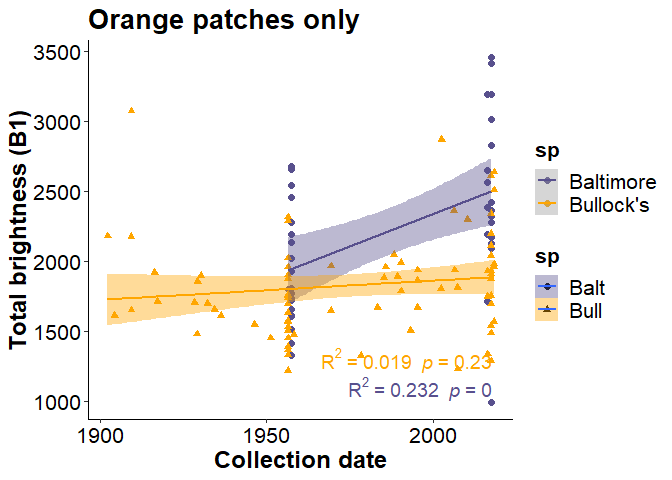 Orange patches only
Total brightness (B1)
3500
3000
2500
2000
1500
1000
R² = 0.019 p = 0.23
R² = 0.232 p = 0
1900
1950
2000
Collection date
sp
Baltimore
Bullock's
sp
Balt
Bull